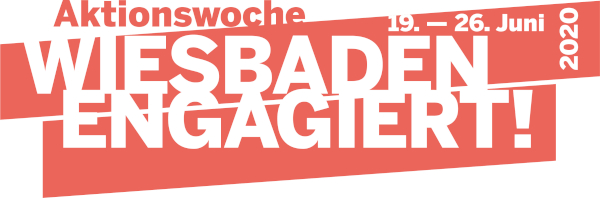 Aktionswoche
19. — 26. Juni
2020
WIESBADEN
ENGAGIERT!